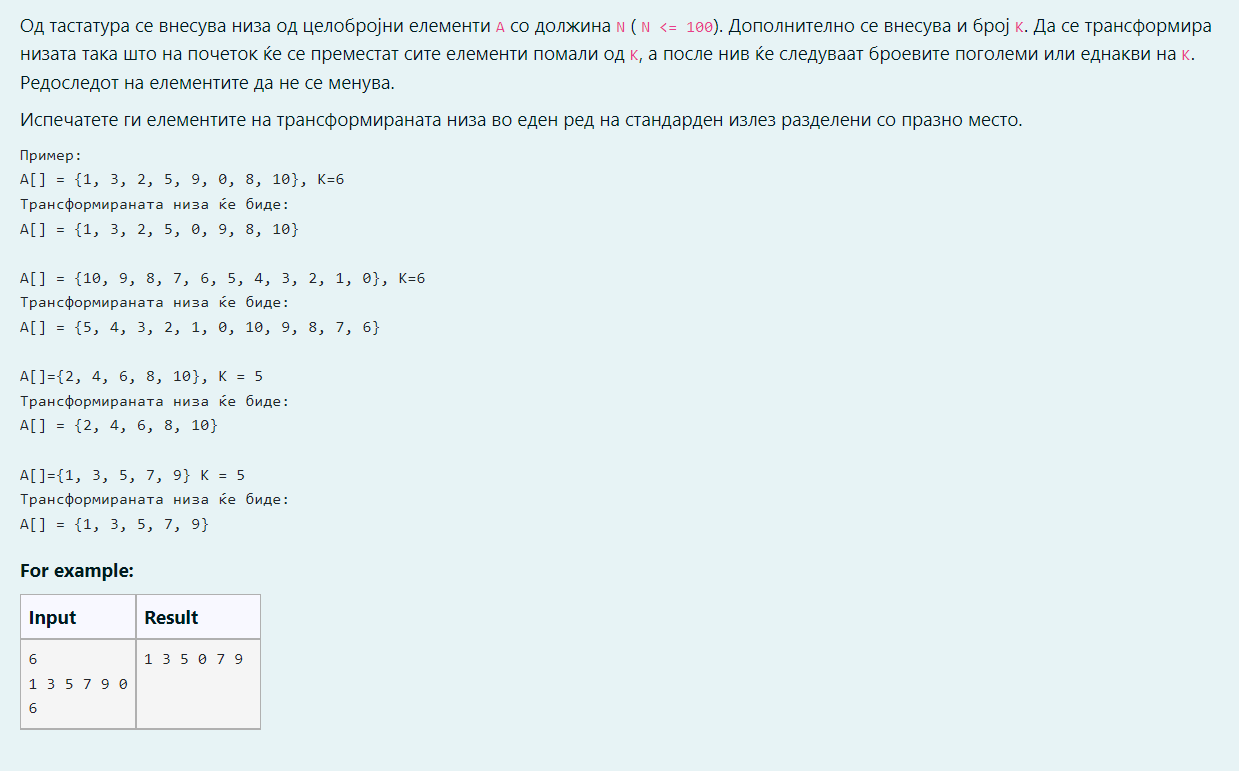 Од тастатура се внесува низа од целобројни елементи A со должина N ( N <= 100). Дополнително се внесува и број K. Да се трансформира
низата така што на почеток ќе се преместат сите елементи помали од K, а после нив ќе следуваат броевите поголеми или еднакви на K.
Редоследот на елементите да не се менува.
Испечатете ги елементите на трансформираната низа во еден ред на стандарден излез разделени со празно место.
Пример:
A[] = {1, 3, 2, 5, 9, 0, 8, 10}, K=6
Трансформираната низа ќе биде:
A[] = {1, 3, 2, 5, 0, 9, 8, 10}
A[] = {10, 9, 8, 7, 6, 5, 4, 3, 2, 1, 0}, K=6
Трансформираната низа ќе биде:
A[] = {5, 4, 3, 2, 1, 0, 10, 9, 8, 7, 6}
A[]={2, 4, 6, 8, 10}, K = 5
Трансформираната низа ќе биде:
A[] = {2, 4, 6, 8, 10}
A[]={1, 3, 5, 7, 9} K = 5
Трансформираната низа ќе биде:
A[] = {1, 3, 5, 7, 9}
For example:
Input Result
6 1 3 5 0 7 9
1 3 5 7 9 0
6